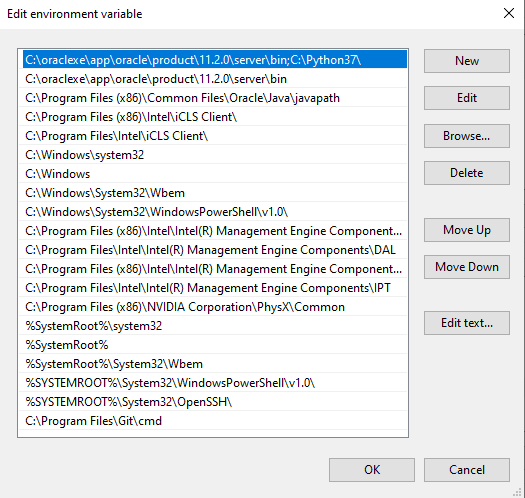 Edit environment variable
C:\oraclexe\app\oracle\product\11.2.0\server\bin;C:\Python37\
C:\oraclexe\app\oracle\product\11.2.0\server\bin
C:\Program Files (x86)\Common Files\Oracle\Java\javapath
C:\Program Files (x86)\Intel\iCLS Client\
C:\Program Files\Intel\iCLS Client\
C:\Windows\system32
C:\Windows
C:\Windows\System32\Wbem
C:\Windows\System32\WindowsPowerShell\v1.0\
C:\Program Files (x86)\Intel\Intel(R) Management Engine Component...
C:\Program Files\Intel\Intel(R) Management Engine Components\DAL
C:\Program Files (x86)\Intel\Intel(R) Management Engine Component...
C:\Program Files\Intel\Intel(R) Management Engine Components\IPT
C:\Program Files (x86)\NVIDIA Corporation\PhysX\Common
%SystemRoot%\system32
%SystemRoot%
%SystemRoot%\System32\Wbem
%SYSTEMROOT%\System32\WindowsPowerShell\v1.0\
%SYSTEMROOT%\System32\OpenSSH\
C:\Program Files\Git\cmd
New
Edit
Browse...
Delete
Move Up
Move Down
Edit text...
OK
Cancel